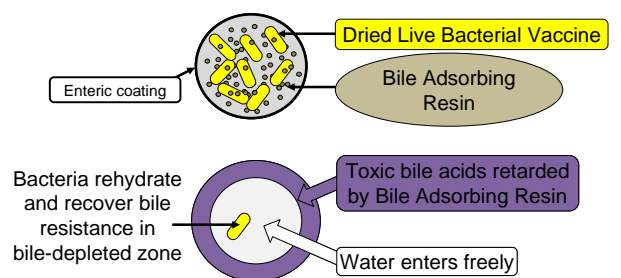 Dried Live Bacterial Vaccine
Enteric coating
Bile Adsorbing
Resin
Bacteria rehydrate
and recover bile
resistance in
bile-depleted zone
Toxic bile acids retarded
by Bile Adsorbing Resin
Water enters freely